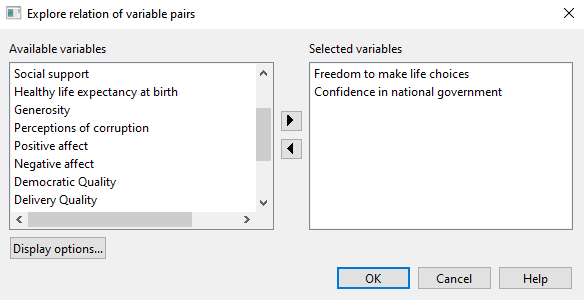 Explore relation of variable pairs
Available variables
Social support
Healthy life expectancy at birth
Generosity
Perceptions of corruption
Positive affect
Negative affect
Democratic Quality
Delivery Quality
Display options...
Selected variables
Freedom to make life choices
Confidence in national government
OK
Cancel
Help